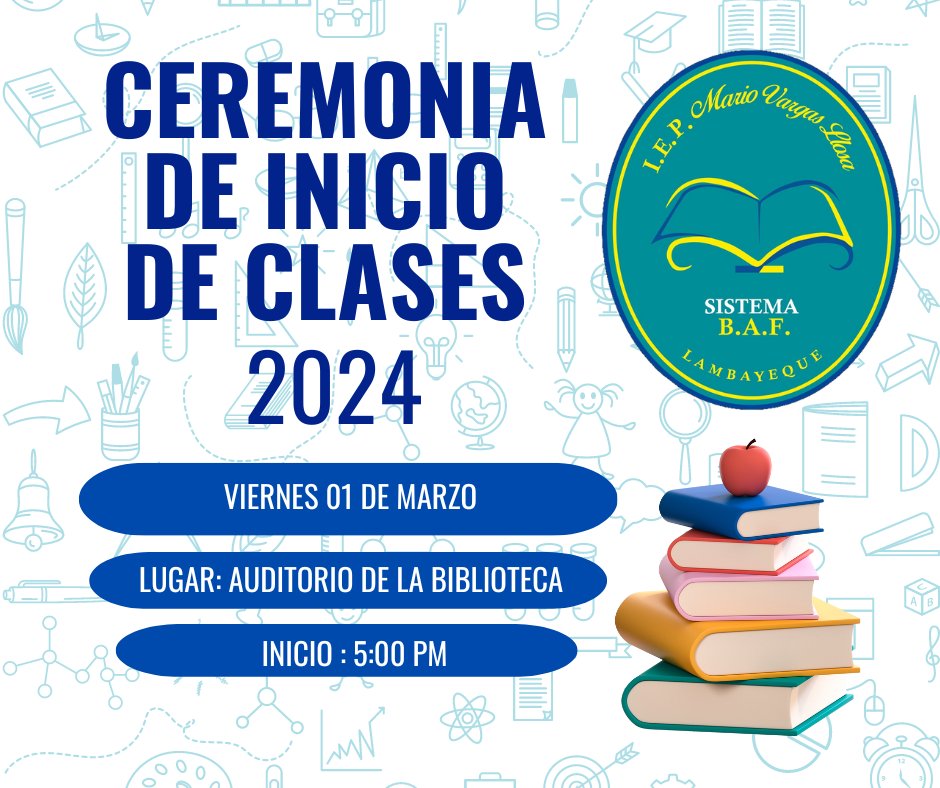 CEREMONIA
DE INICIO
DE CLASES
2024
I.E.P. Mario Vargas Llosa
SISTEMA
B.A.F.
LAMBAYEQUE
VIERNES 01 DE MARZO
LUGAR: AUDITORIO DE LA BIBLIOTECA
INICIO : 5:00 PM